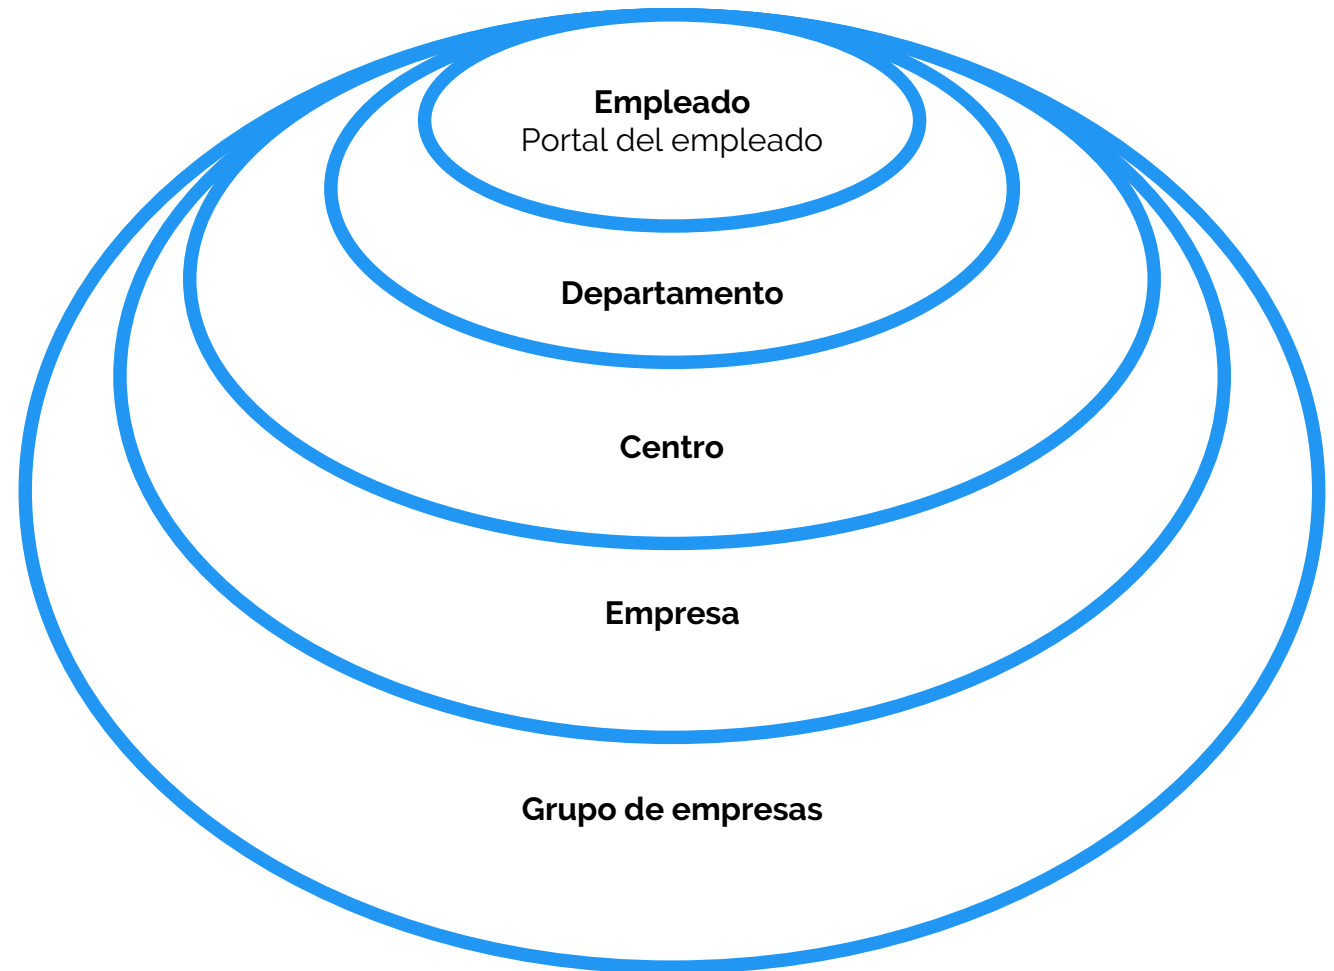 Empleado
Portal del empleado
Departamento
Centro
Empresa
Grupo de empresas